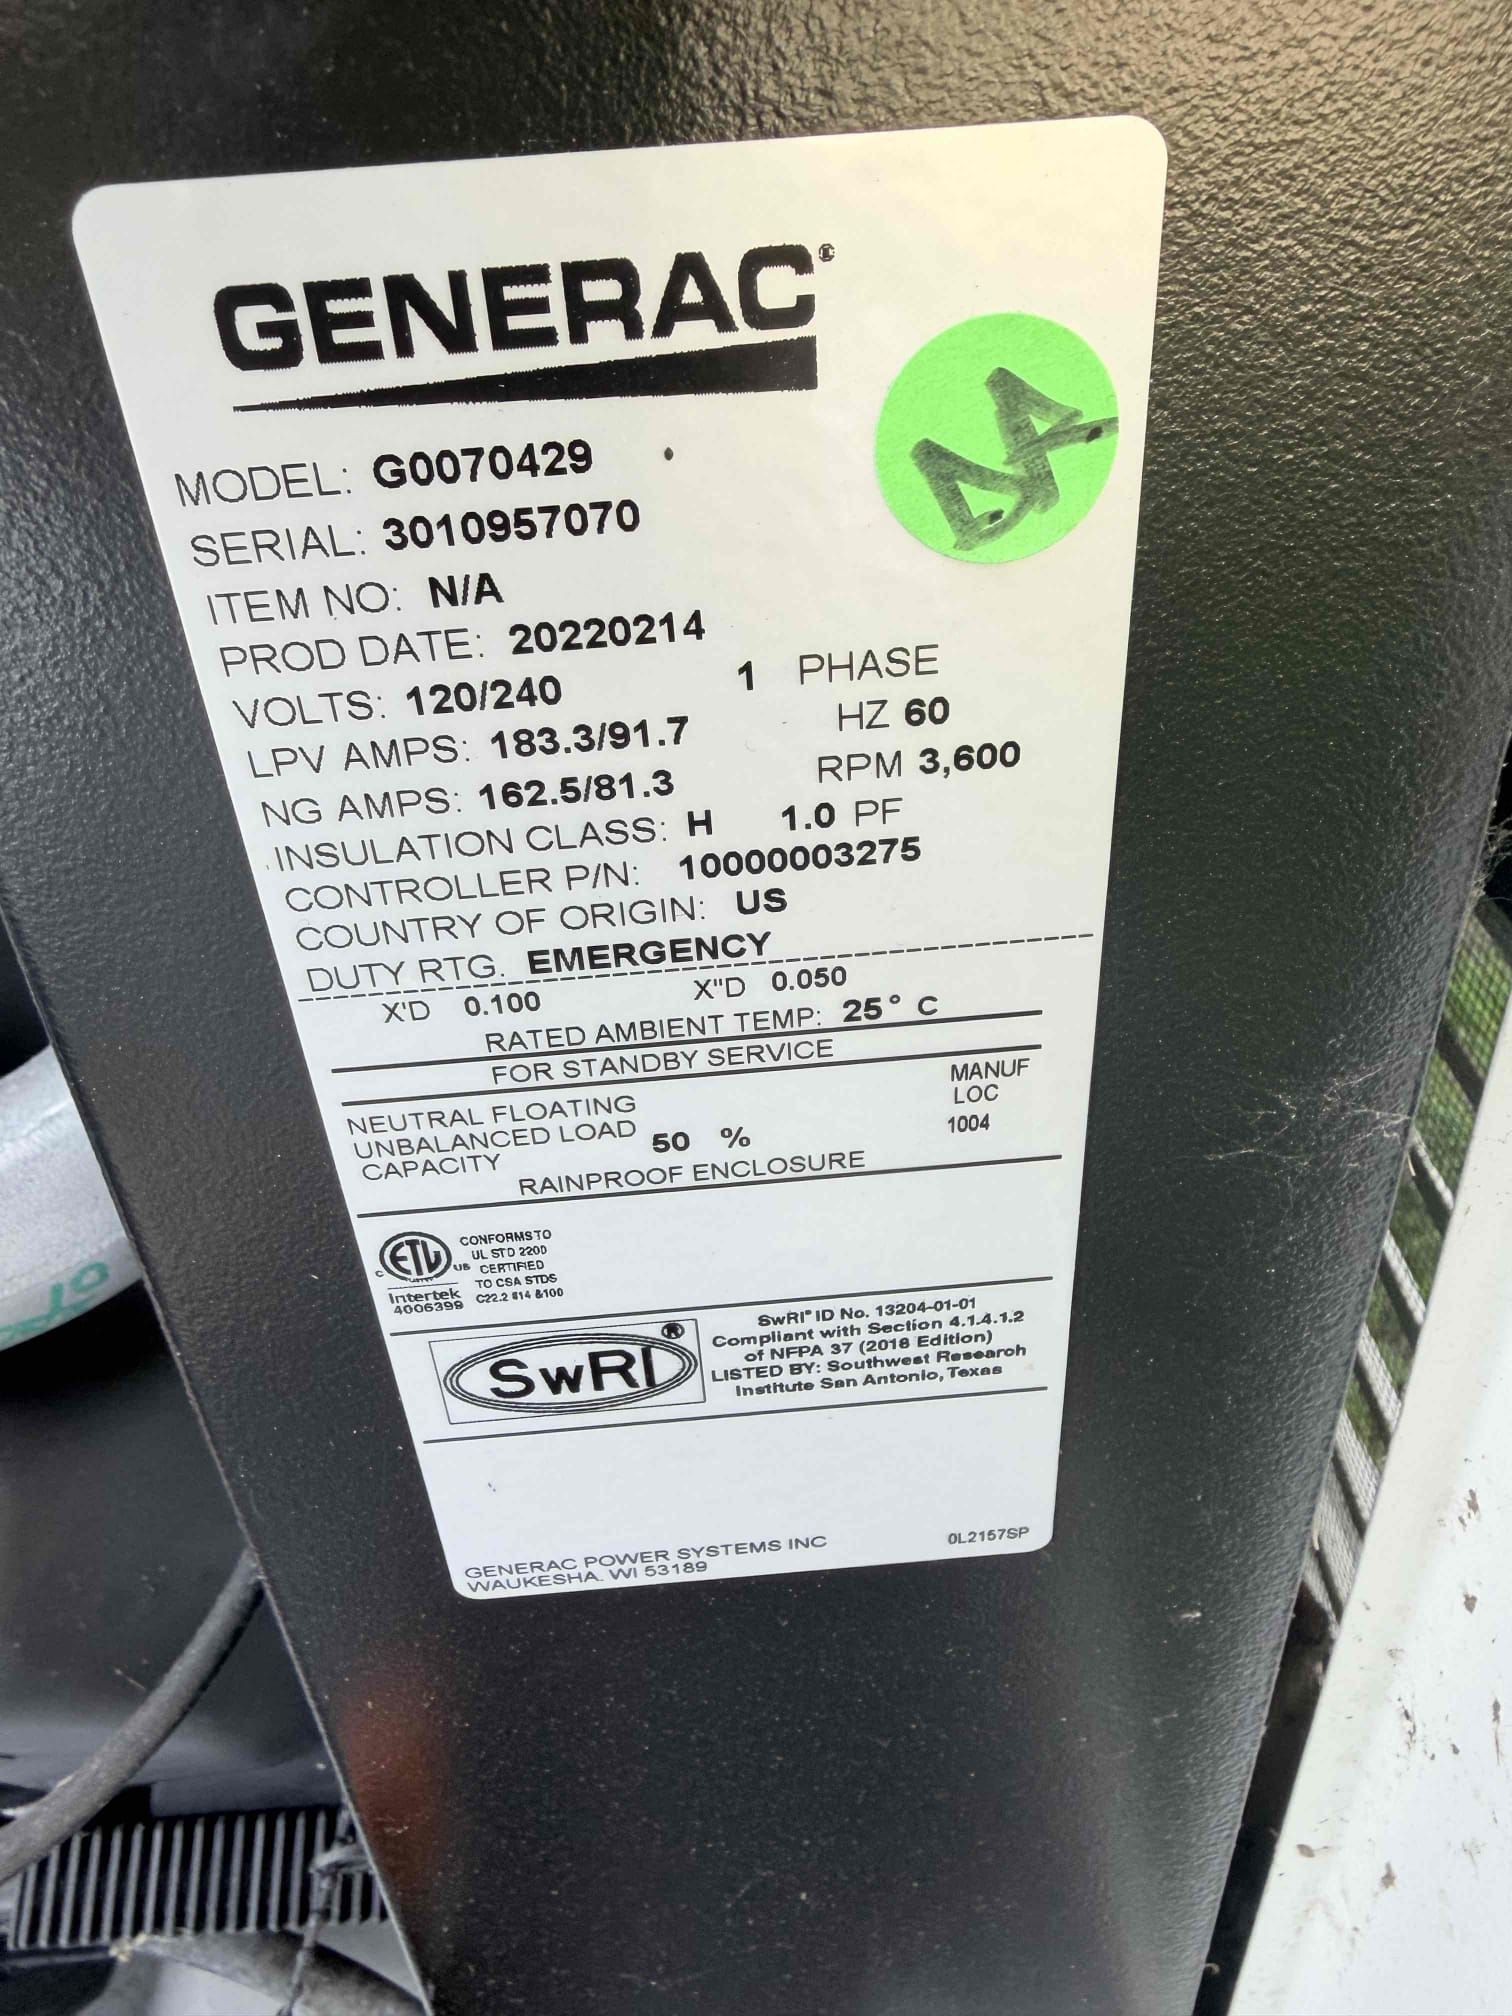 GENERAC®
MODEL: G0070429
SERIAL: 3010957070
ITEM NO: N/A
PROD DATE: 20220214
VOLTS: 120/240 1 PHASE
LPV AMPS: 183.3/91.7 HZ 60
NG AMPS: 162.5/81.3 RPM 3,600
INSULATION CLASS: H 1.0 PF
CONTROLLER P/N: 10000003275
COUNTRY OF ORIGIN: US
DUTY RTG. EMERGENCY
X'D 0.100 X"D 0.050
RATED AMBIENT TEMP: 25° C
FOR STANDBY SERVICE
NEUTRAL FLOATING
UNBALANCED LOAD
CAPACITY
50 %
MANUF
LOC
1004
RAINPROOF ENCLOSURE
C ETL US
Intertek
4006399
CONFORMS TO
UL STD 2200
CERTIFIED
TO CSA STDS
C22.2 #14 &100
SwRI®
SwRI® ID No. 13204-01-01
Compliant with Section 4.1.4.1.2
of NFPA 37 (2018 Edition)
LISTED BY: Southwest Research
Institute San Antonio, Texas
GENERAC POWER SYSTEMS INC
WAUKESHA. WI 53189
0L2157SP